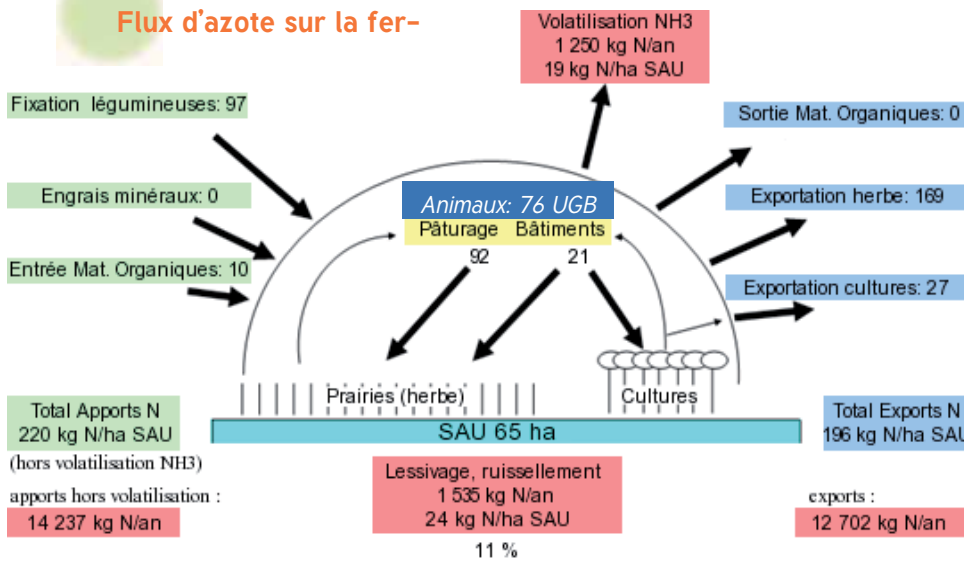 Flux d'azote sur la fer-
Volatilisation NH3
1 250 kg N/an
19 kg N/ha SAU
Fixation légumineuses: 97
Sortie Mat. Organiques: 0
Engrais minéraux: 0
Animaux: 76 UGB
Exportation herbe: 169
Pâturage Bâtiments
92 21
Entrée Mat. Organiques: 10
Exportation cultures: 27
Prairies (herbe)
Cultures
Total Apports N
220 kg N/ha SAU
(hors volatilisation NH3)
SAU 65 ha
Total Exports N
196 kg N/ha SAU
Lessivage, ruissellement
1 535 kg N/an
24 kg N/ha SAU
11 %
apports hors volatilisation :
14 237 kg N/an
exports :
12 702 kg N/an